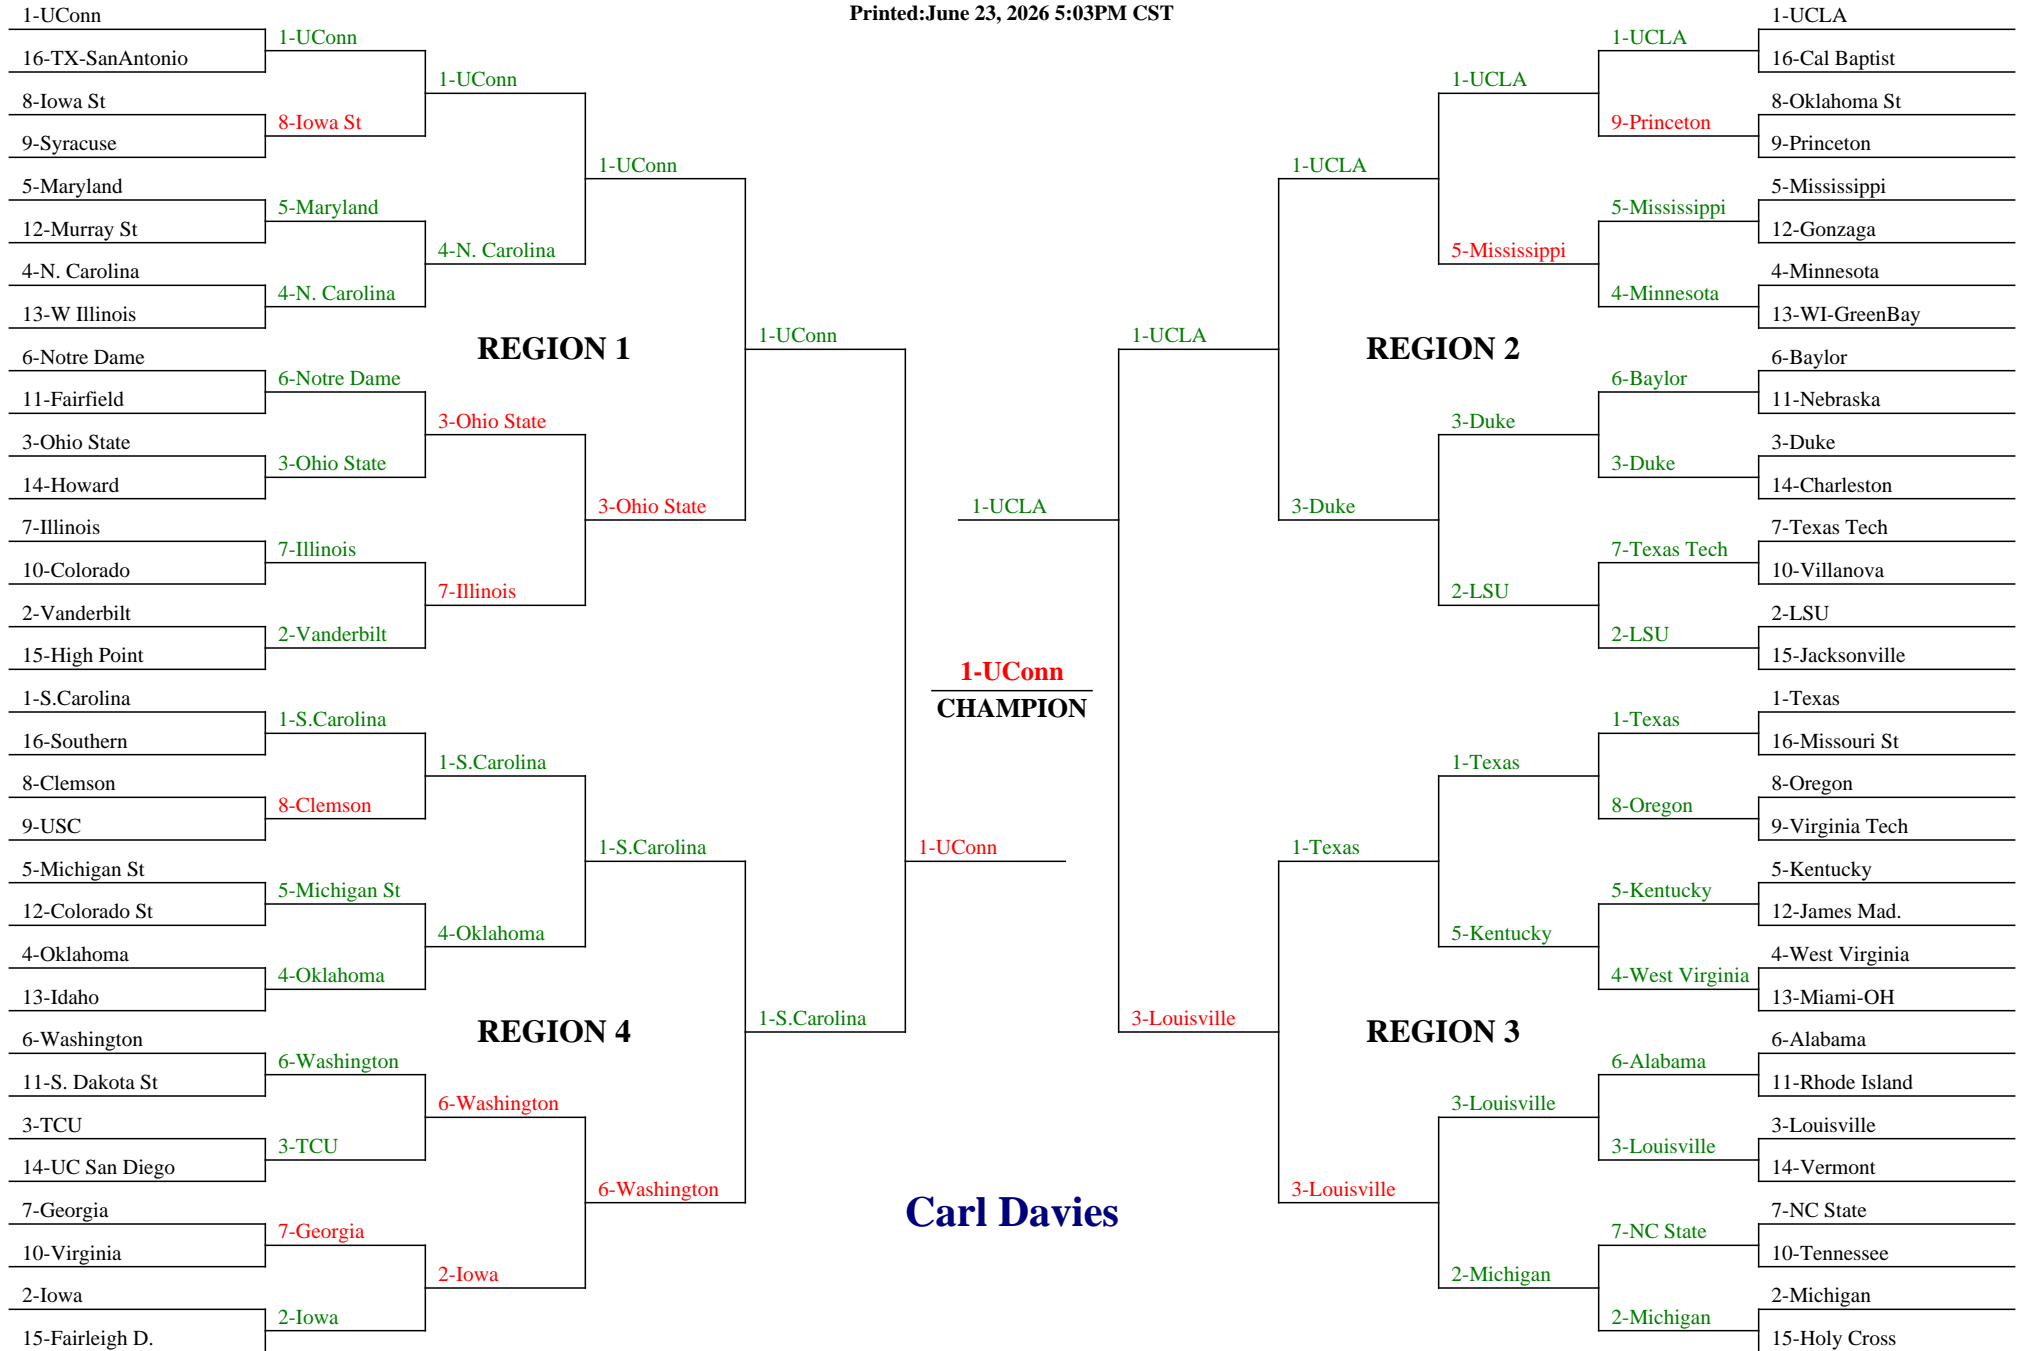 Printed:June 23, 2026 5:03PM CST
1-UConn
16-TX-SanAntonio
8-Iowa St
9-Syracuse
5-Maryland
12-Murray St
4-N. Carolina
13-W Illinois
6-Notre Dame
11-Fairfield
3-Ohio State
14-Howard
7-Illinois
10-Colorado
2-Vanderbilt
15-High Point
1-S.Carolina
16-Southern
8-Clemson
9-USC
5-Michigan St
12-Colorado St
4-Oklahoma
13-Idaho
6-Washington
11-S. Dakota St
3-TCU
14-UC San Diego
7-Georgia
10-Virginia
2-Iowa
15-Fairleigh D.
1-UConn
8-Iowa St
5-Maryland
4-N. Carolina
6-Notre Dame
3-Ohio State
7-Illinois
2-Vanderbilt
1-S.Carolina
8-Clemson
5-Michigan St
4-Oklahoma
6-Washington
3-TCU
7-Georgia
2-Iowa
1-UConn
4-N. Carolina
3-Ohio State
7-Illinois
1-S.Carolina
4-Oklahoma
6-Washington
2-Iowa
REGION 1
REGION 4
1-UConn
3-Ohio State
1-S.Carolina
6-Washington
1-UConn
1-S.Carolina
1-UConn
1-UCLA
1-UConn
CHAMPION
Carl Davies
1-UCLA
3-Louisville
1-UCLA
3-Duke
1-Texas
3-Louisville
REGION 2
REGION 3
1-UCLA
5-Mississippi
3-Duke
2-LSU
1-Texas
5-Kentucky
3-Louisville
2-Michigan
1-UCLA
9-Princeton
5-Mississippi
4-Minnesota
6-Baylor
3-Duke
7-Texas Tech
2-LSU
1-Texas
8-Oregon
5-Kentucky
4-West Virginia
6-Alabama
3-Louisville
7-NC State
2-Michigan
1-UCLA
16-Cal Baptist
8-Oklahoma St
9-Princeton
5-Mississippi
12-Gonzaga
4-Minnesota
13-WI-GreenBay
6-Baylor
11-Nebraska
3-Duke
14-Charleston
7-Texas Tech
10-Villanova
2-LSU
15-Jacksonville
1-Texas
16-Missouri St
8-Oregon
9-Virginia Tech
5-Kentucky
12-James Mad.
4-West Virginia
13-Miami-OH
6-Alabama
11-Rhode Island
3-Louisville
14-Vermont
7-NC State
10-Tennessee
2-Michigan
15-Holy Cross